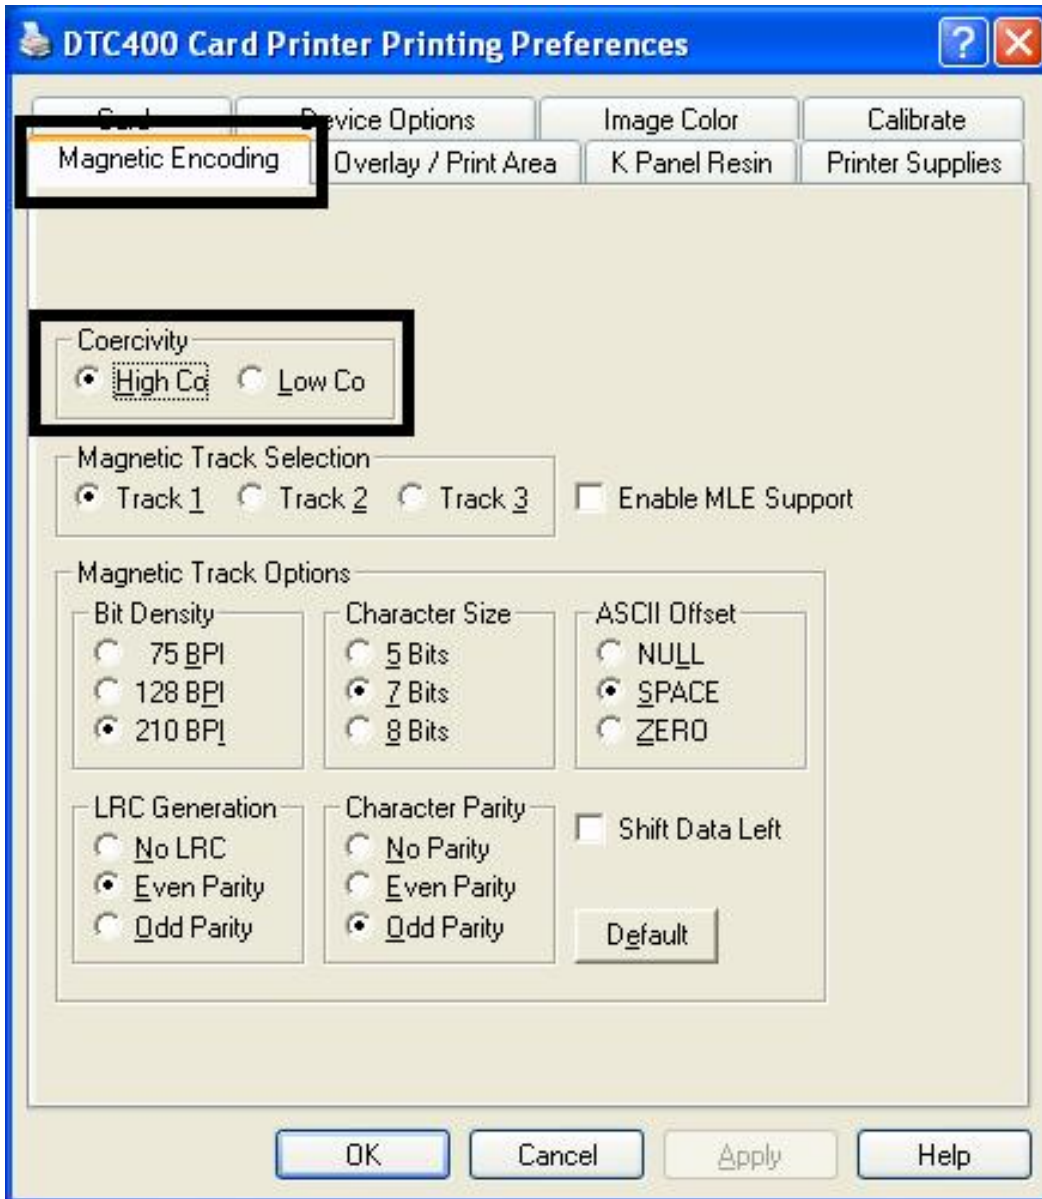 DTC400 Card Printer Printing Preferences
Card Device Options Image Color Calibrate
Magnetic Encoding Overlay / Print Area K Panel Resin Printer Supplies
Coercivity
High Co Low Co
Magnetic Track Selection
Track 1 Track 2 Track 3 Enable MLE Support
Magnetic Track Options
Bit Density Character Size ASCII Offset
75 BPI 5 Bits NULL
128 BPI 7 Bits SPACE
210 BPI 8 Bits ZERO
LRC Generation Character Parity
No LRC No Parity Shift Data Left
Even Parity Even Parity
Odd Parity Odd Parity Default
OK Cancel Apply Help